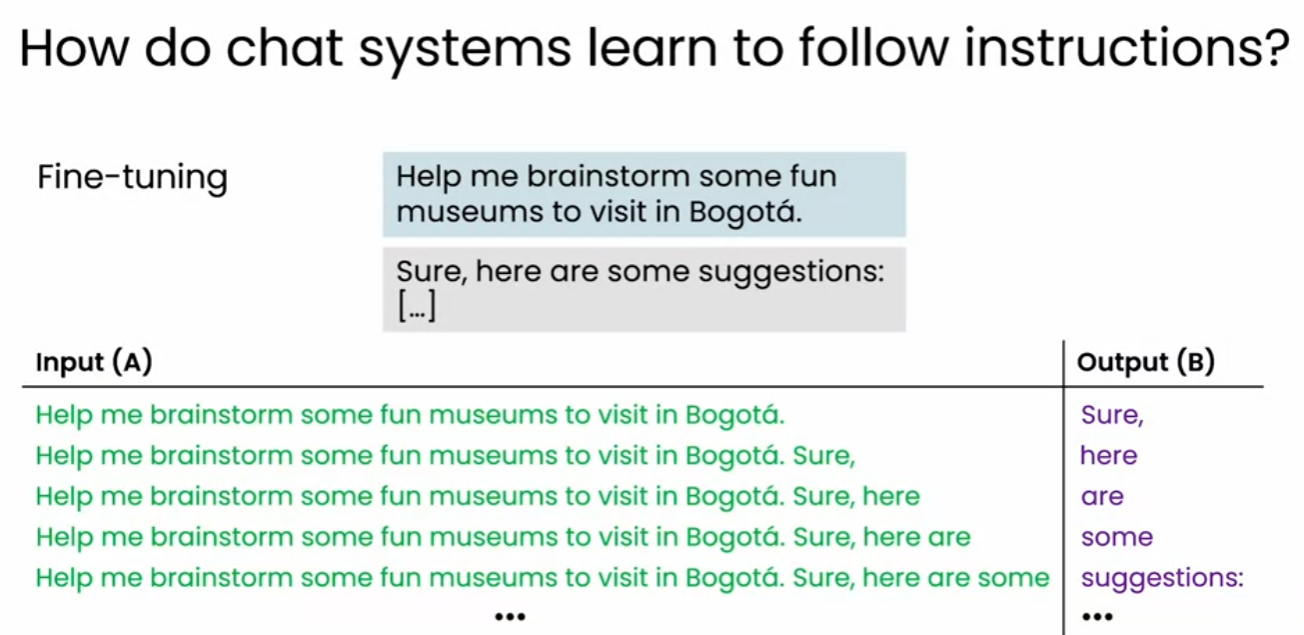 How do chat systems learn to follow instructions?
Fine-tuning
Help me brainstorm some fun
museums to visit in Bogotá.
Sure, here are some suggestions:
[...]
Input (A) Output (B)
Help me brainstorm some fun museums to visit in Bogotá. Sure,
Help me brainstorm some fun museums to visit in Bogotá. Sure, here
Help me brainstorm some fun museums to visit in Bogotá. Sure, here are
Help me brainstorm some fun museums to visit in Bogotá. Sure, here are some
Help me brainstorm some fun museums to visit in Bogotá. Sure, here are some suggestions:
... ...